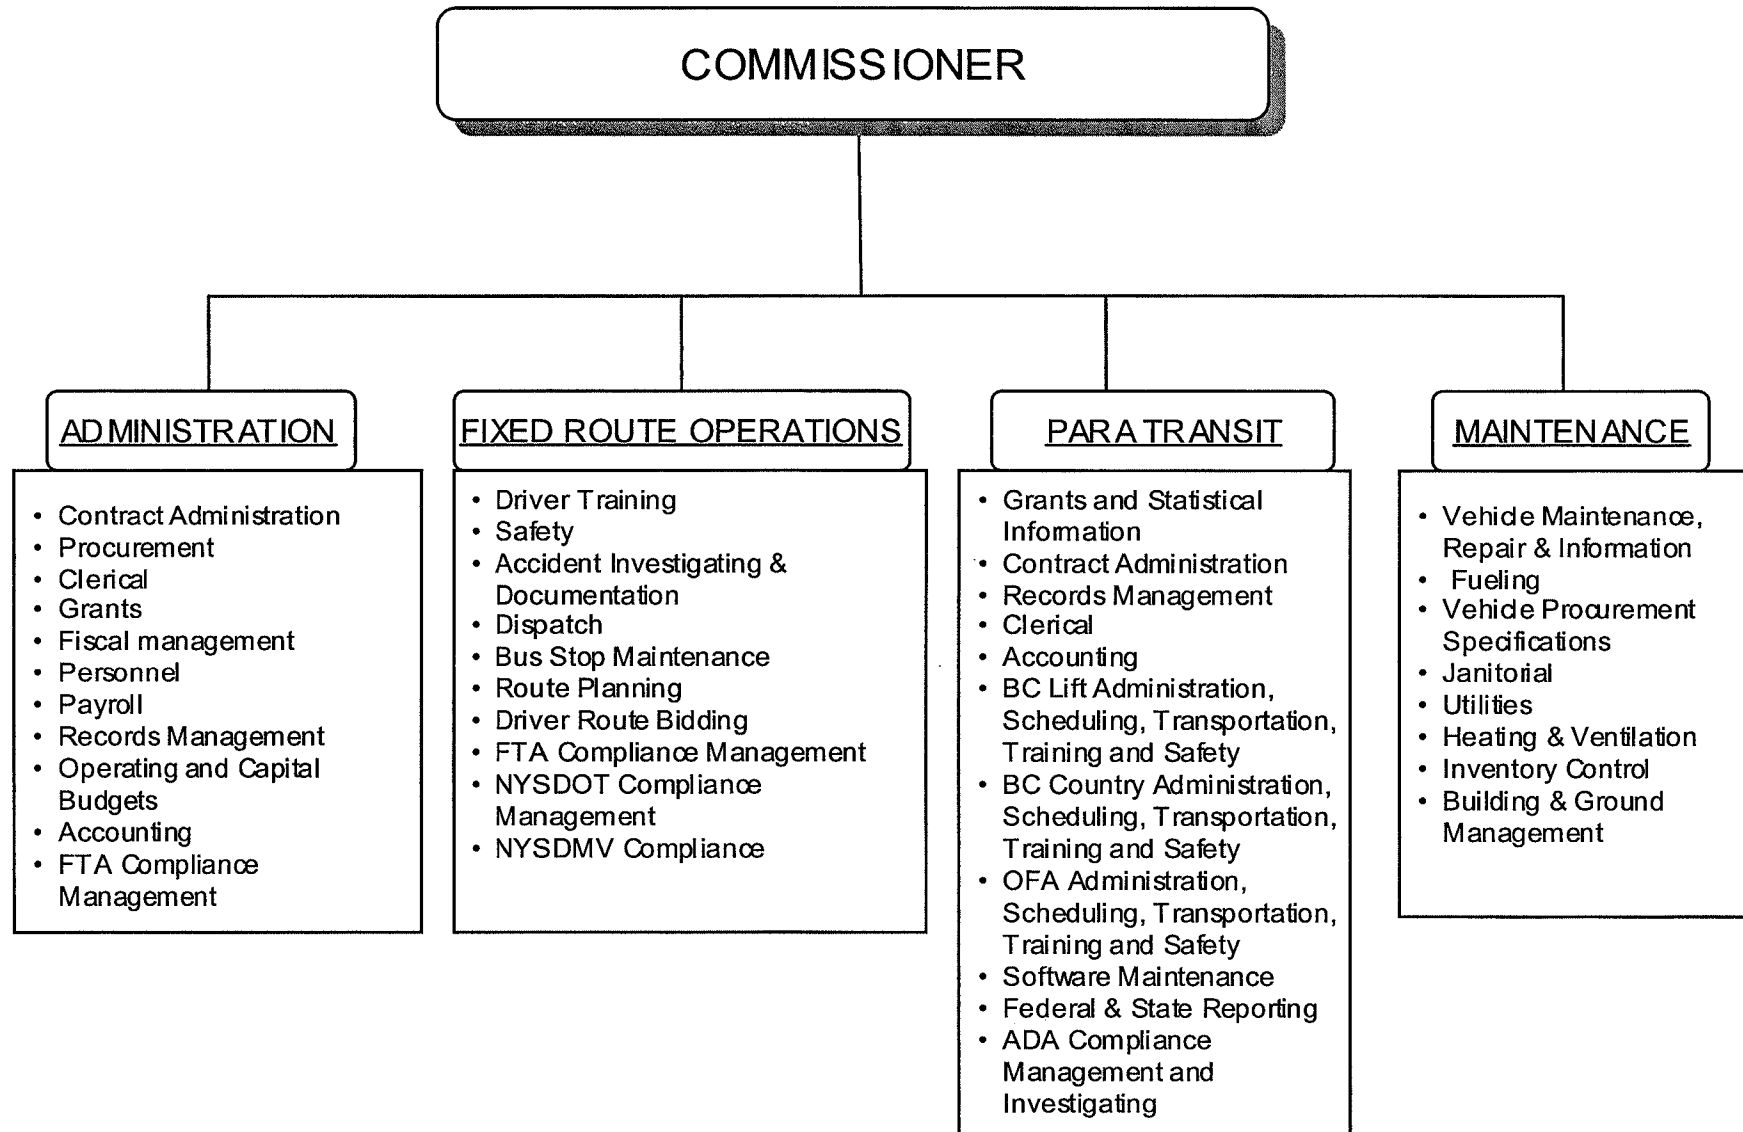 COMMISSIONER
ADMINISTRATION
• Contract Administration
• Procurement
• Clerical
• Grants
• Fiscal management
• Personnel
• Payroll
• Records Management
• Operating and Capital
Budgets
• Accounting
• FTA Compliance
Management
FIXED ROUTE OPERATIONS
• Driver Training
• Safety
• Accident Investigating &
Documentation
• Dispatch
• Bus Stop Maintenance
• Route Planning
• Driver Route Bidding
• FTA Compliance Management
• NYSDOT Compliance
Management
• NYSDMV Compliance
PARATRANSIT
• Grants and Statistical
Information
• Contract Administration
• Records Management
• Clerical
• Accounting
• BC Lift Administration,
Scheduling, Transportation,
Training and Safety
• BC Country Administration,
Scheduling, Transportation,
Training and Safety
• OFA Administration,
Scheduling, Transportation,
Training and Safety
• Software Maintenance
• Federal & State Reporting
• ADA Compliance
Management and
Investigating
MAINTENANCE
• Vehicle Maintenance,
Repair & Information
• Fueling
• Vehicle Procurement
Specifications
• Janitorial
• Utilities
• Heating & Ventilation
• Inventory Control
• Building & Ground
Management